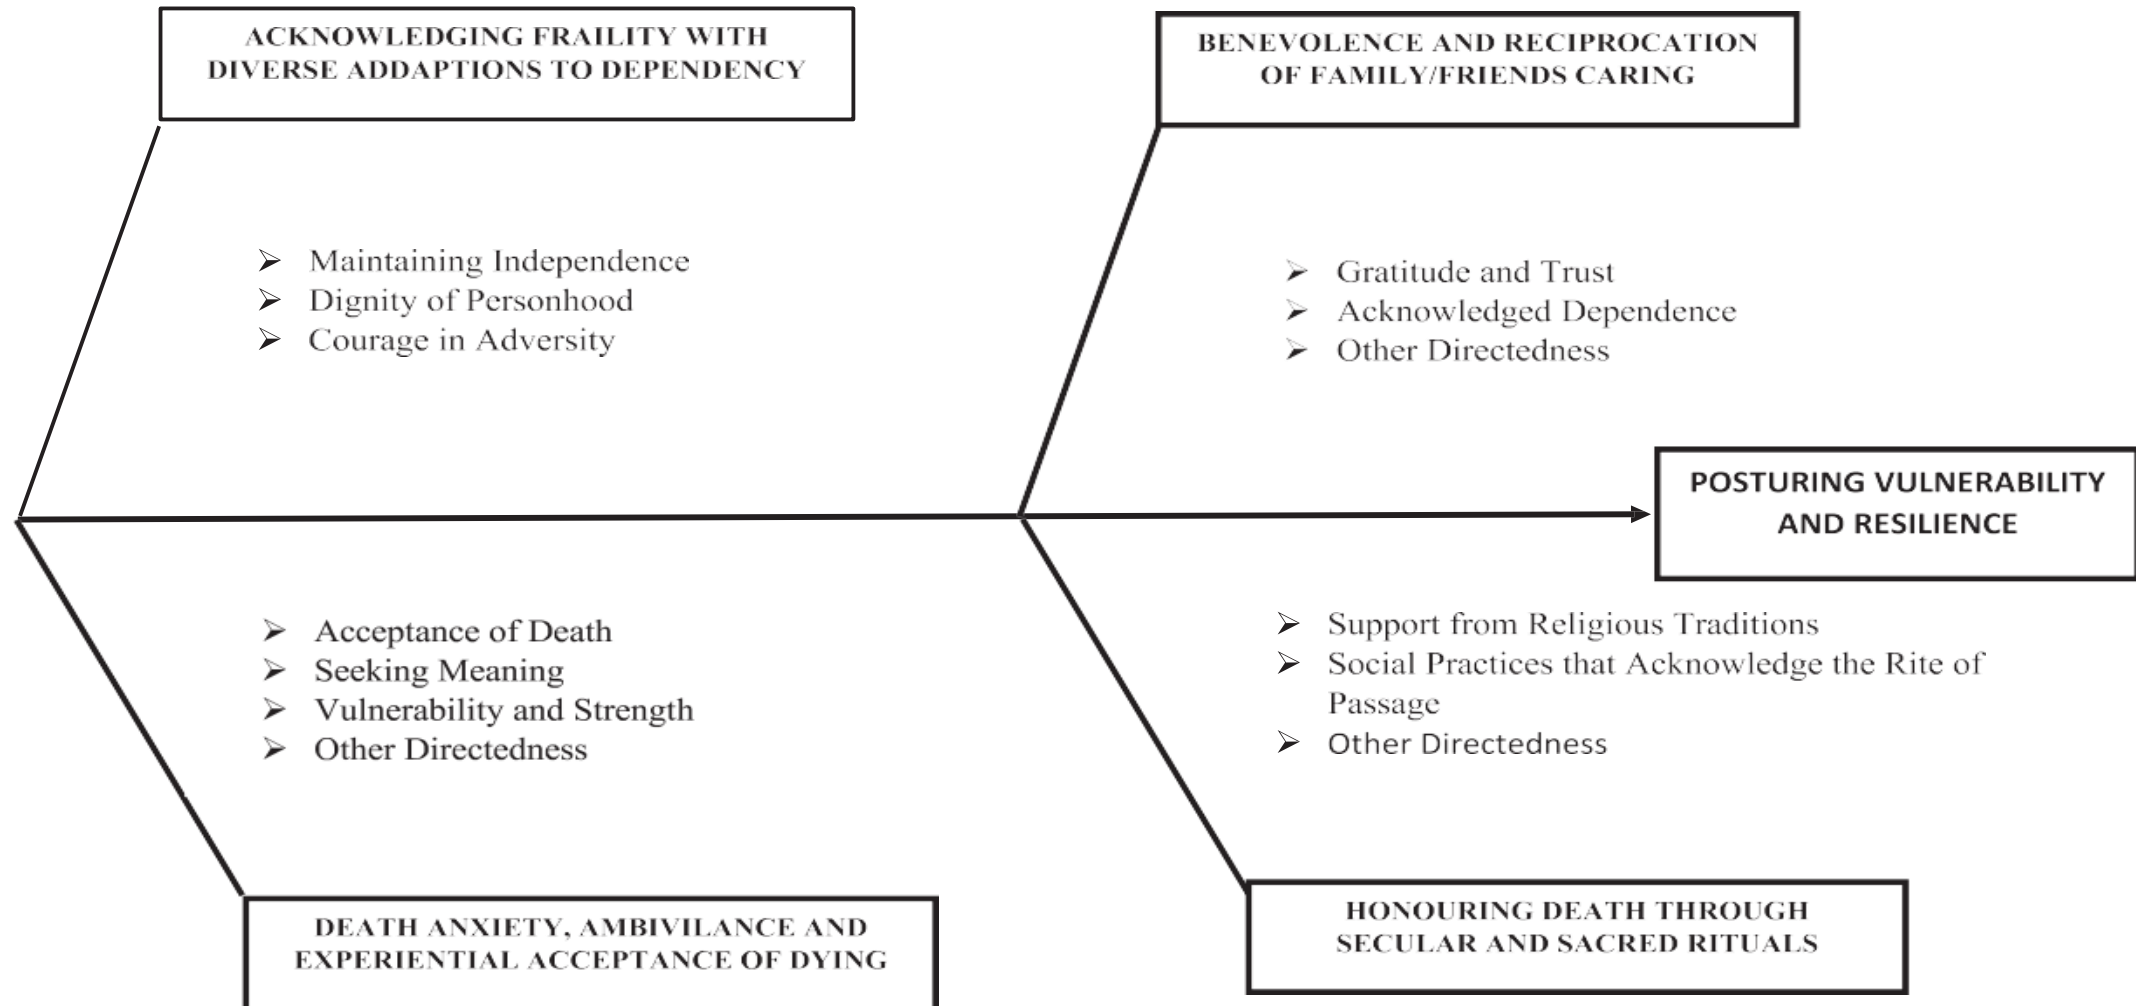 ACKNOWLEDGING FRAILITY WITH
DIVERSE ADDAPTIONS TO DEPENDENCY
BENEVOLENCE AND RECIPROCATION
OF FAMILY/FRIENDS CARING
➢ Maintaining Independence
➢ Dignity of Personhood
➢ Courage in Adversity
➢ Gratitude and Trust
➢ Acknowledged Dependence
➢ Other Directedness
POSTURING VULNERABILITY
AND RESILIENCE
➢ Acceptance of Death
➢ Seeking Meaning
➢ Vulnerability and Strength
➢ Other Directedness
➢ Support from Religious Traditions
➢ Social Practices that Acknowledge the Rite of
Passage
➢ Other Directedness
DEATH ANXIETY, AMBIVILANCE AND
EXPERIENTIAL ACCEPTANCE OF DYING
HONOURING DEATH THROUGH
SECULAR AND SACRED RITUALS